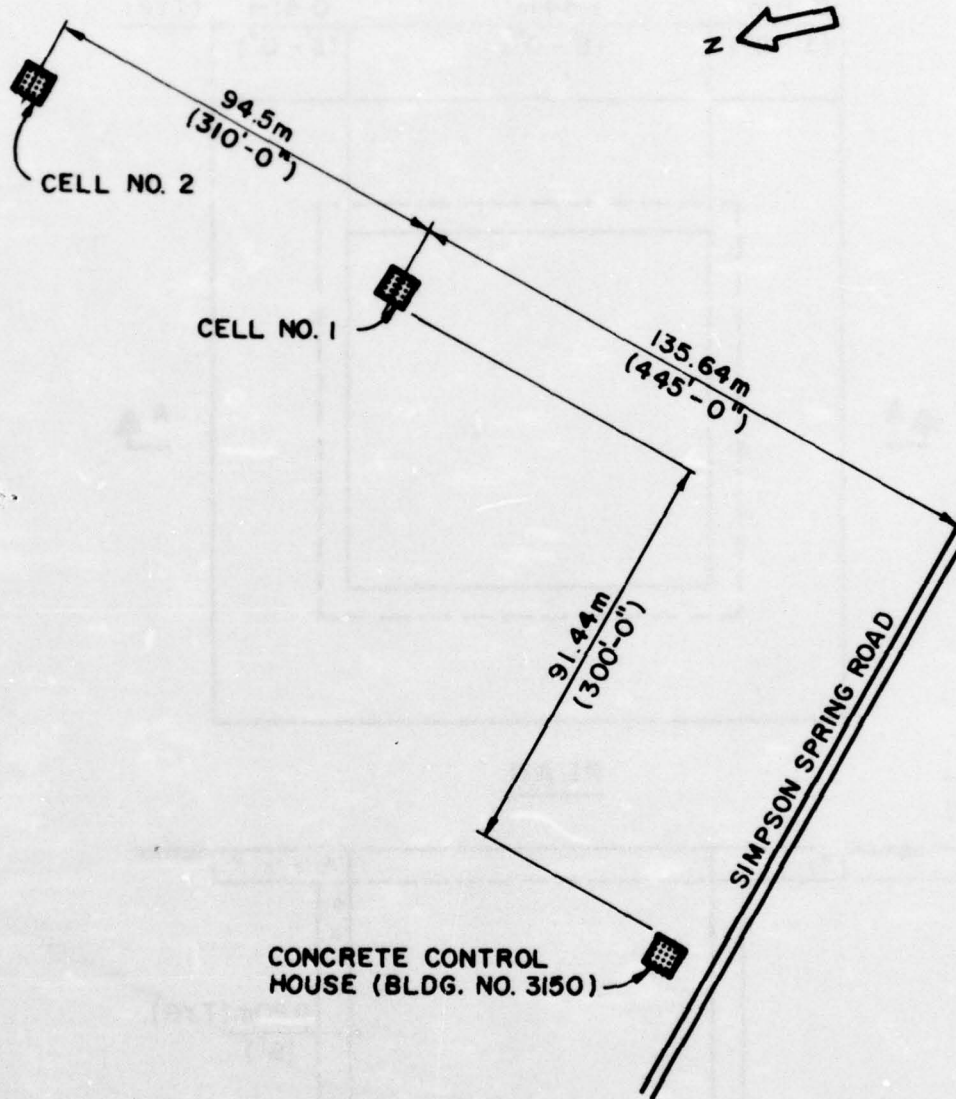 N
94.5m
(310'-0")
CELL NO. 2
CELL NO. 1
135.64m
(445'-0")
91.44m
(300'-0")
SIMPSON SPRING ROAD
CONCRETE CONTROL
HOUSE (BLDG. NO. 3150)